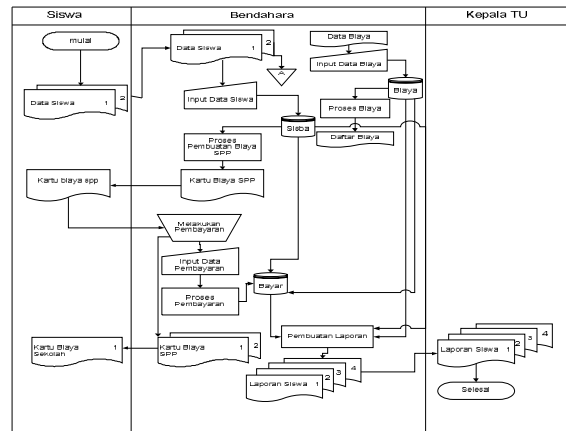 Siswa
Bendahara
Kepala TU
mulai
Data Siswa 1
2
Data Siswa 1
2
A
Data Biaya
Input Data Biaya
Biaya
Input Data Siswa
Sisba
Proses Biaya
Daftar Biaya
Proses
Pembuatan Biaya
SPP
Kartu Biaya SPP
Kartu biaya spp
Melakukan
Pembayaran
Input Data
Pembayaran
Proses
Pembayaran
Bayar
Pembuatan Laporan
Kartu Biaya 1
Sekolah
Kartu Biaya 1
SPP
2
Laporan Siswa 1
2
3
4
Laporan Siswa 1
2
3
4
Selesai